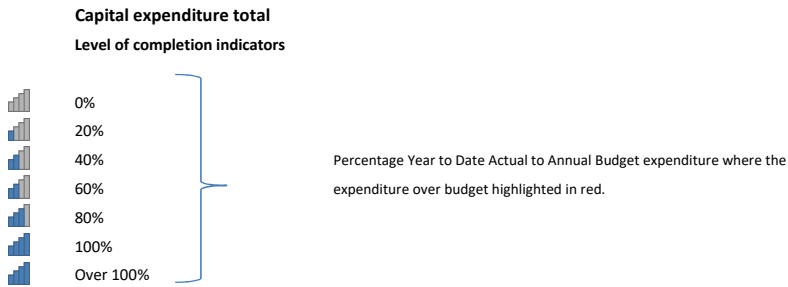 Capital expenditure total
Level of completion indicators
0%
20%
40%
60%
80%
100%
Over 100%
Percentage Year to Date Actual to Annual Budget expenditure where the
expenditure over budget highlighted in red.